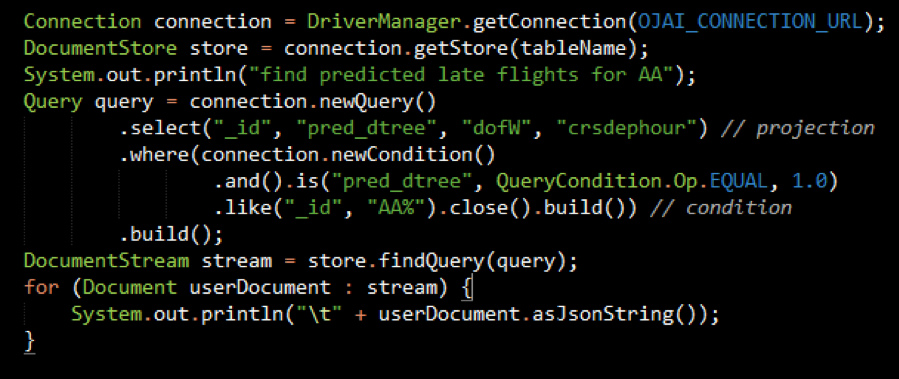 Connection connection = DriverManager.getConnection(OJAI_CONNECTION_URL);
DocumentStore store = connection.getStore(tableName);
System.out.println("find predicted late flights for AA");
Query query = connection.newQuery()
.select("_id", "pred_dtree", "dofW", "crsdephour") // projection
.where(connection.newCondition()
.and().is("pred_dtree", QueryCondition.Op.EQUAL, 1.0)
.like("_id", "AA%").close().build()) // condition
.build();
DocumentStream stream = store.findQuery(query);
for (Document userDocument : stream) {
System.out.println("\t" + userDocument.asJsonString());
}